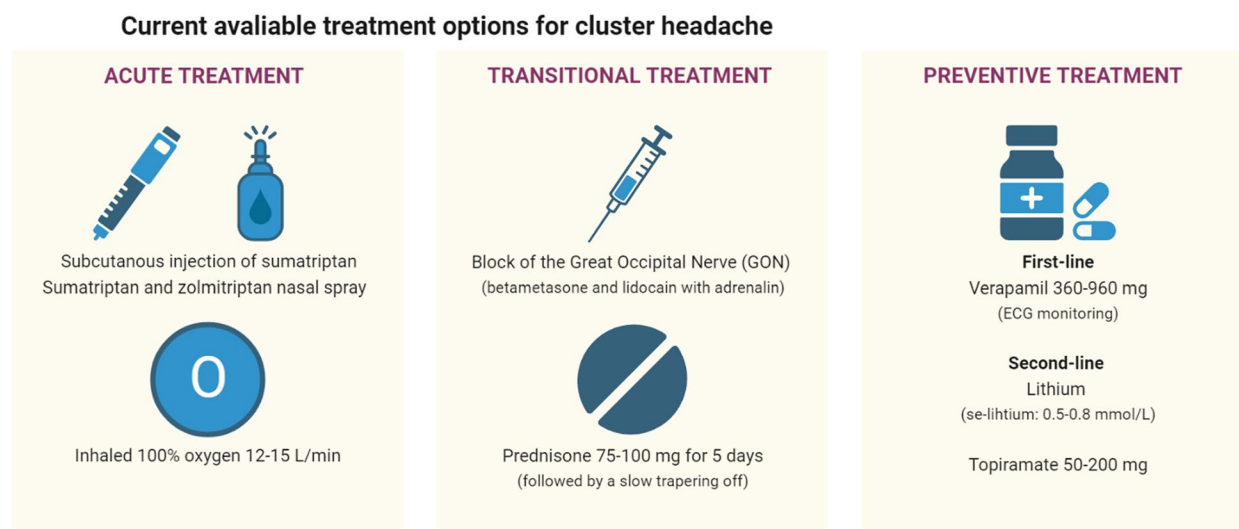 Current avaliable treatment options for cluster headache
ACUTE TREATMENT
Subcutanous injection of sumatriptan
Sumatriptan and zolmitriptan nasal spray
O
Inhaled 100% oxygen 12-15 L/min
TRANSITIONAL TREATMENT
Block of the Great Occipital Nerve (GON)
(betametasone and lidocain with adrenalin)
Prednisone 75-100 mg for 5 days
(followed by a slow trapering off)
PREVENTIVE TREATMENT
First-line
Verapamil 360-960 mg
(ECG monitoring)
Second-line
Lithium
(se-lihtium: 0.5-0.8 mmol/L)
Topiramate 50-200 mg